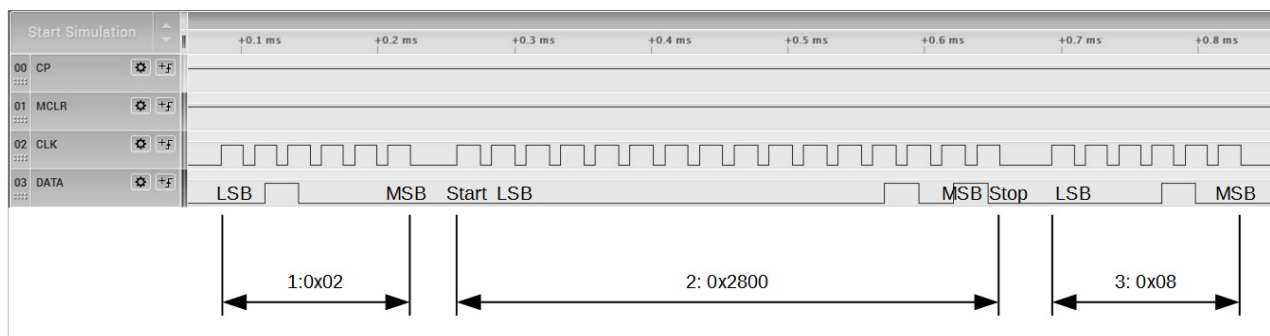 Start Simulation
+0.1 ms +0.2 ms +0.3 ms +0.4 ms +0.5 ms +0.6 ms +0.7 ms +0.8 ms
00 CP
01 MCLR
02 CLK
03 DATA LSB MSB Start LSB MSB Stop LSB MSB
1:0x02 2: 0x2800 3: 0x08